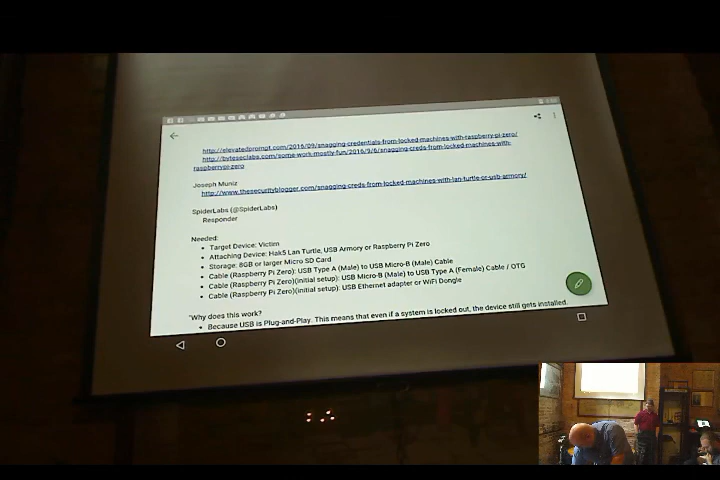 http://elevatedprompt.com/2016/09/snagging-credentials-from-locked-machines-with-raspberry-pi-zero/
http://byteseclabs.com/some-work-mostly-fun/2016/9/6/snagging-creds-from-locked-machines-with-
raspberrypi-zero
Joseph Muniz
http://www.thesecurityblogger.com/snagging-creds-from-locked-machines-with-lan-turtle-or-usb-armory/
SpiderLabs (@SpiderLabs)
Responder
Needed:
• Target Device: Victim
• Attaching Device: Hak5 Lan Turtle, USB Armory or Raspberry Pi Zero
• Storage: 8GB or larger Micro SD Card
• Cable (Raspberry Pi Zero): USB Type A (Male) to USB Micro-B (Male) Cable
• Cable (Raspberry Pi Zero)(initial setup): USB Micro-B (Male) to USB Type A (Female) Cable / OTG
• Cable (Raspberry Pi Zero)(initial setup): USB Ethernet adapter or WiFi Dongle
"Why does this work?
• Because USB is Plug-and-Play. This means that even if a system is locked out, the device still gets installed.